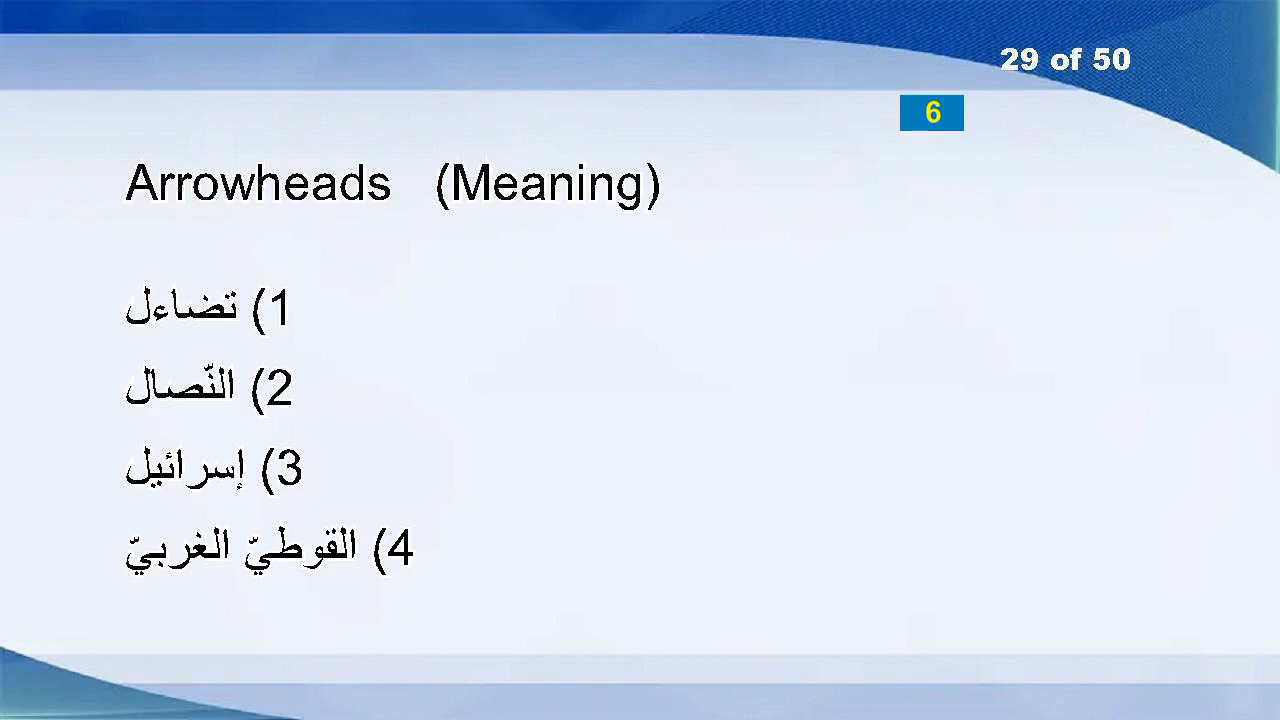 29 of 50
6
Arrowheads (Meaning)
1) تضاءل
2) النّصال
3) إسرائيل
4) القوطيّ الغربيّ